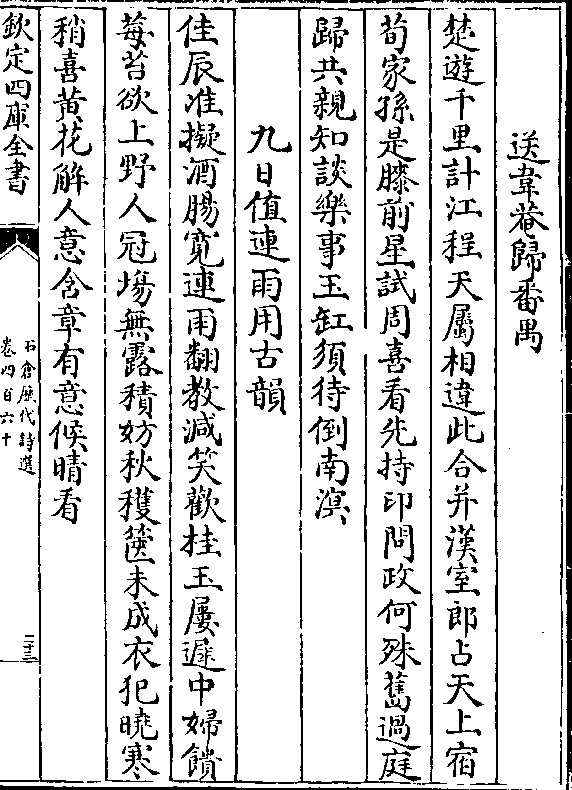 送韋菴歸番禺
楚遊千里計江程天屬相違此合并漢室郎占天上宿
荀家孫是膝前星試周喜看先持印問政何殊舊過庭
歸共親知談樂事玉缸須待倒南溟
九日值連雨用古韻
佳辰准擬酒腸寬連雨翻教減笑歡桂玉屢遲中婦饋
莓苔欲上野人冠場無露積妨秋穫篋未成衣犯曉寒
稍喜黄花解人意含章有意候晴看
欽定四庫全書
石倉歴代詩選
卷四百六十
二十三